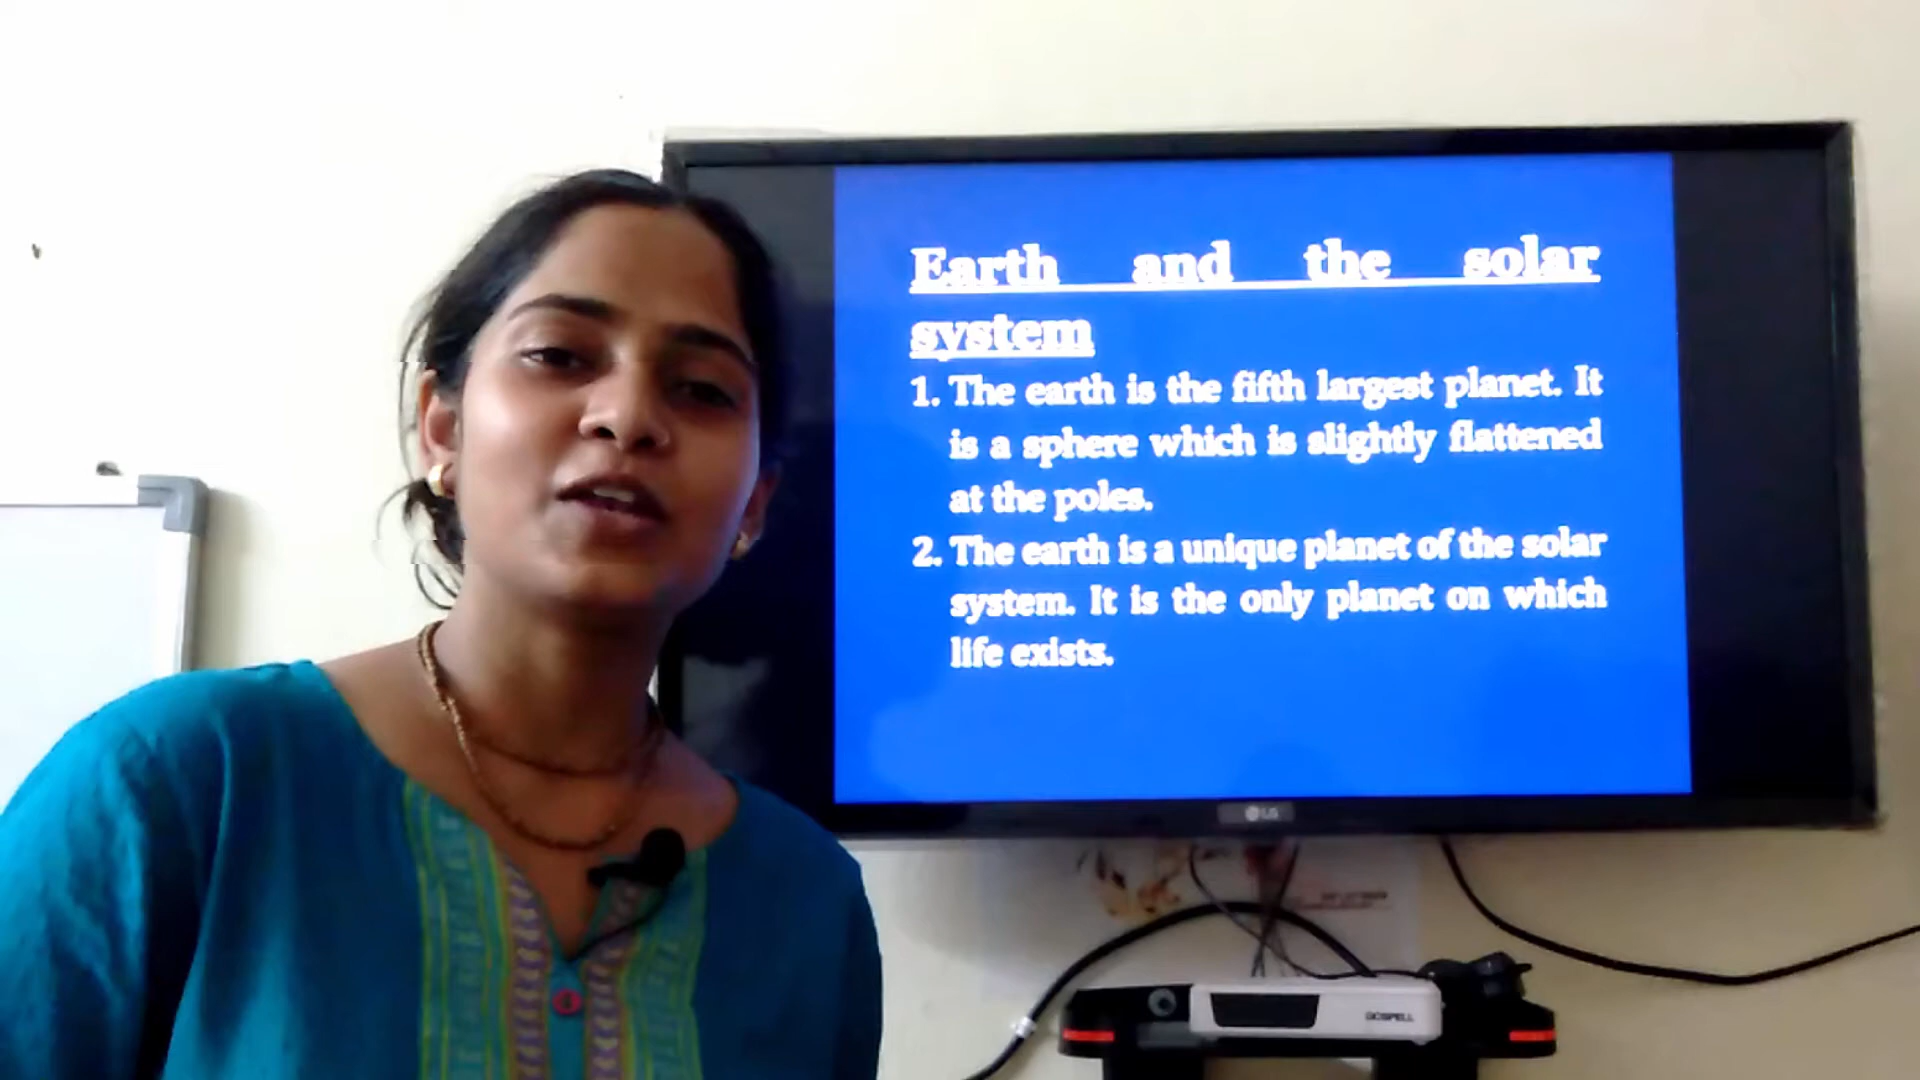 Earth and the solar
system
1. The earth is the fifth largest planet. It
is a sphere which is slightly flattened
at the poles.
2. The earth is a unique planet of the solar
system. It is the only planet on which
life exists.
LG
GOSPELL